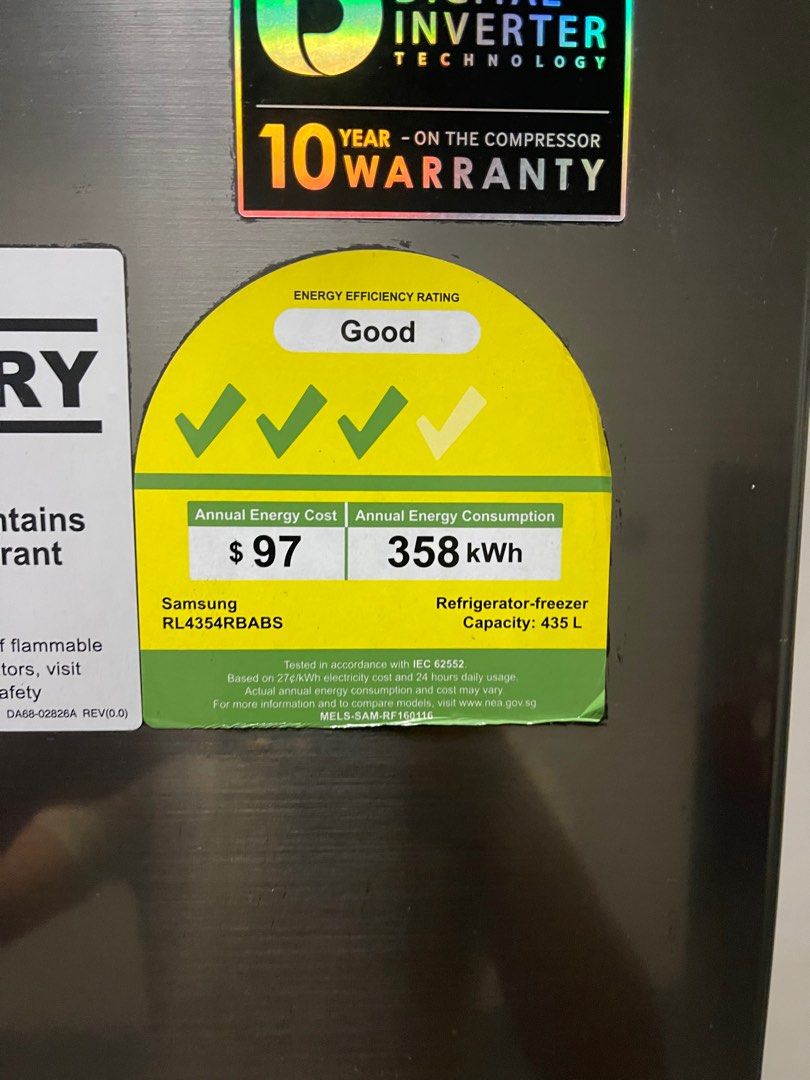 DIGITAL
INVERTER
TECHNOLOGY
10 YEAR - ON THE COMPRESSOR
WARRANTY
RY
ntains
rant
f flammable
tors, visit
afety
DA68-02826A REV(0.0)
ENERGY EFFICIENCY RATING
Good
Annual Energy Cost
Annual Energy Consumption
$ 97
358 kWh
Samsung
RL4354RBABS
Refrigerator-freezer
Capacity: 435 L
Tested in accordance with IEC 62552.
Based on 27¢/kWh electricity cost and 24 hours daily usage.
Actual annual energy consumption and cost may vary.
For more information and to compare models, visit www.nea.gov.sg
MELS-SAM-RF160116